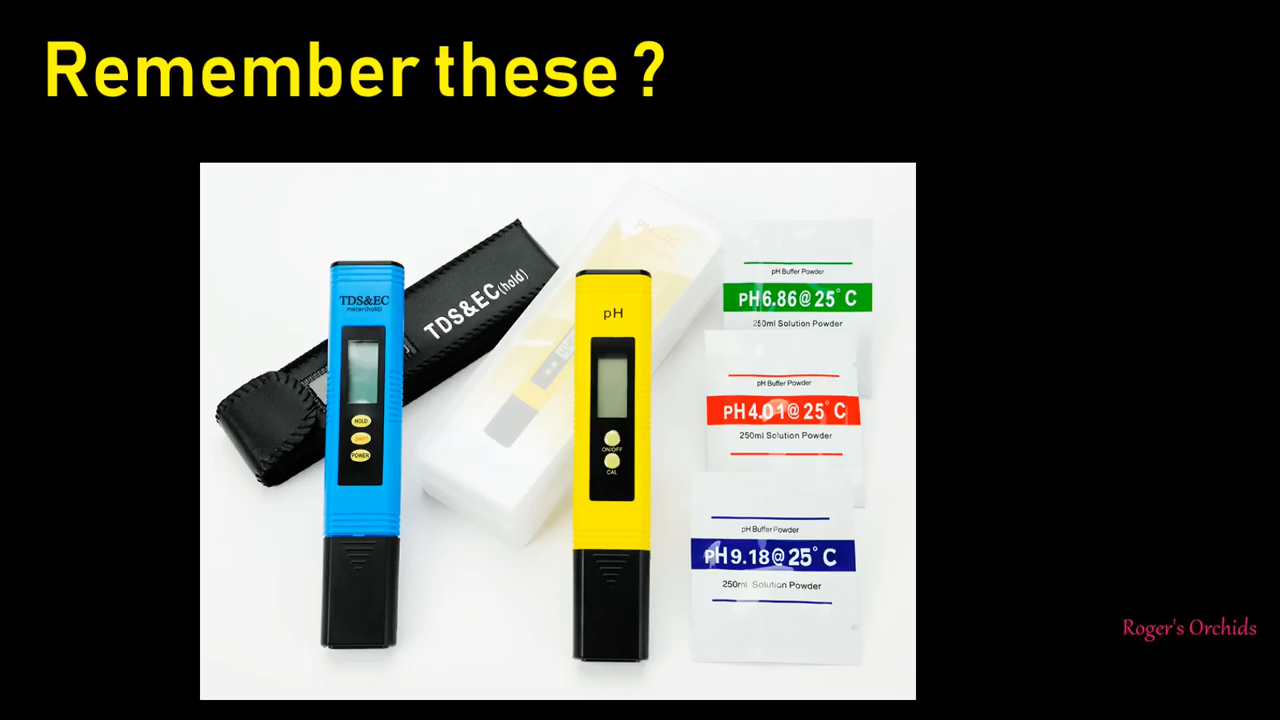 Remember these ?
TDS&EC
meter(hold)
HOLD
SHIFT
POWER
TDS&EC(hold)
pH
ON/OFF
CAL
pH Buffer Powder
PH6.86@25°C
250ml Solution Powder
pH Buffer Powder
PH4.01@25°C
250ml Solution Powder
pH Buffer Powder
PH9.18@25°C
250ml Solution Powder
Roger's Orchids